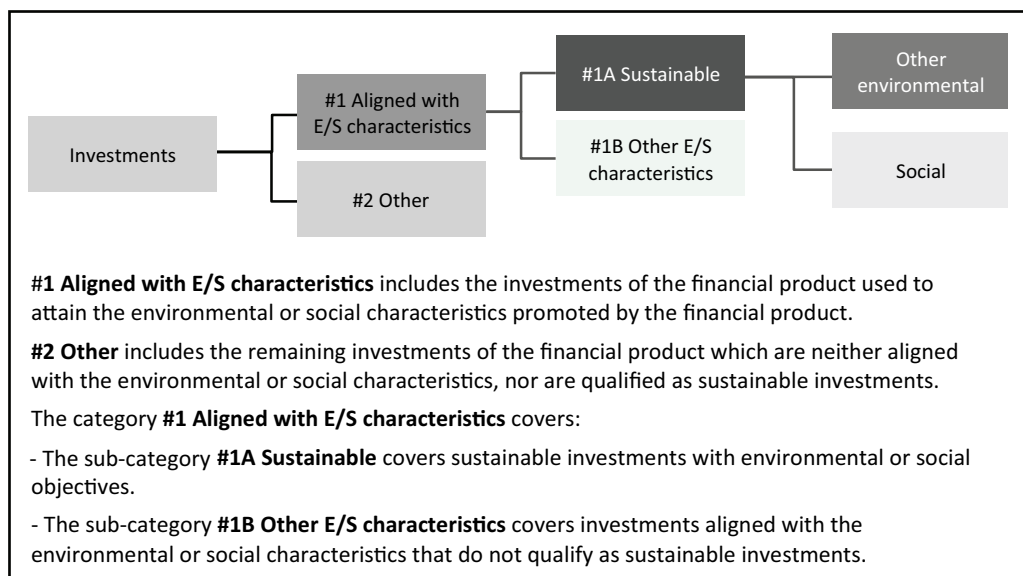 Investments
#1 Aligned with
E/S characteristics
#2 Other
#1A Sustainable
#1B Other E/S
characteristics
Other
environmental
Social
#1 Aligned with E/S characteristics includes the investments of the financial product used to
attain the environmental or social characteristics promoted by the financial product.
#2 Other includes the remaining investments of the financial product which are neither aligned
with the environmental or social characteristics, nor are qualified as sustainable investments.
The category #1 Aligned with E/S characteristics covers:
- The sub-category #1A Sustainable covers sustainable investments with environmental or social
objectives.
- The sub-category #1B Other E/S characteristics covers investments aligned with the
environmental or social characteristics that do not qualify as sustainable investments.